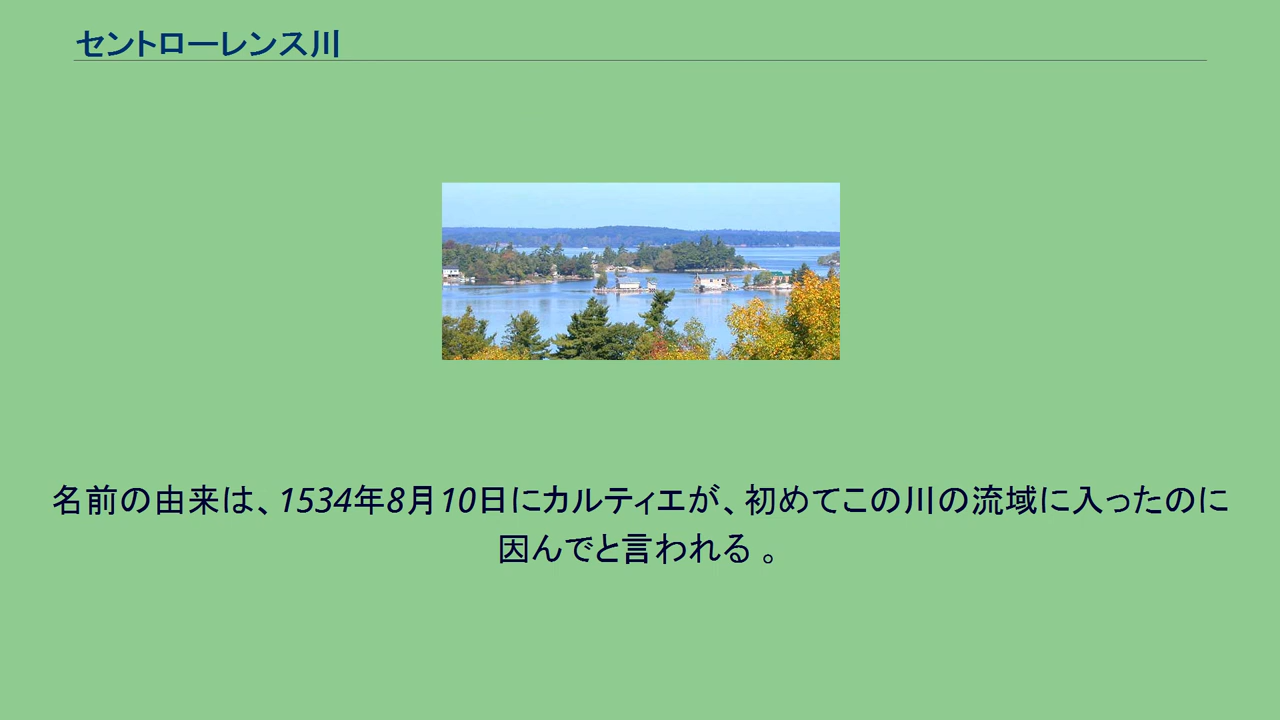 セントローレンス川
名前の由来は、1534年8月10日にカルティエが、初めてこの川の流域に入ったのに
因んでと言われる 。